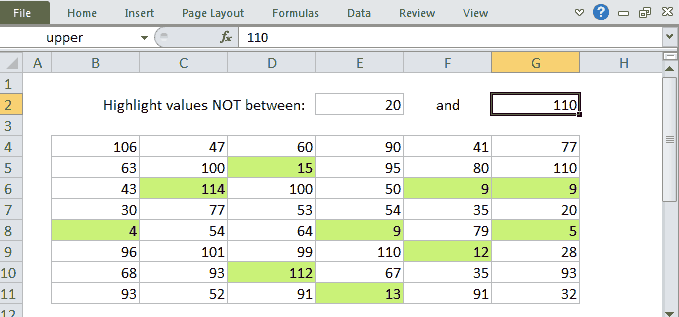 File Home Insert Page Layout Formulas Data Review View ?
upper fx 110
A B C D E F G H
1
2 Highlight values NOT between: 20 and 110
3
4 106 47 60 90 41 77
5 63 100 15 95 80 110
6 43 114 100 50 9 9
7 30 77 53 54 35 20
8 4 54 64 9 79 5
9 96 101 99 110 12 28
10 68 93 112 67 35 93
11 93 52 91 13 91 32
12